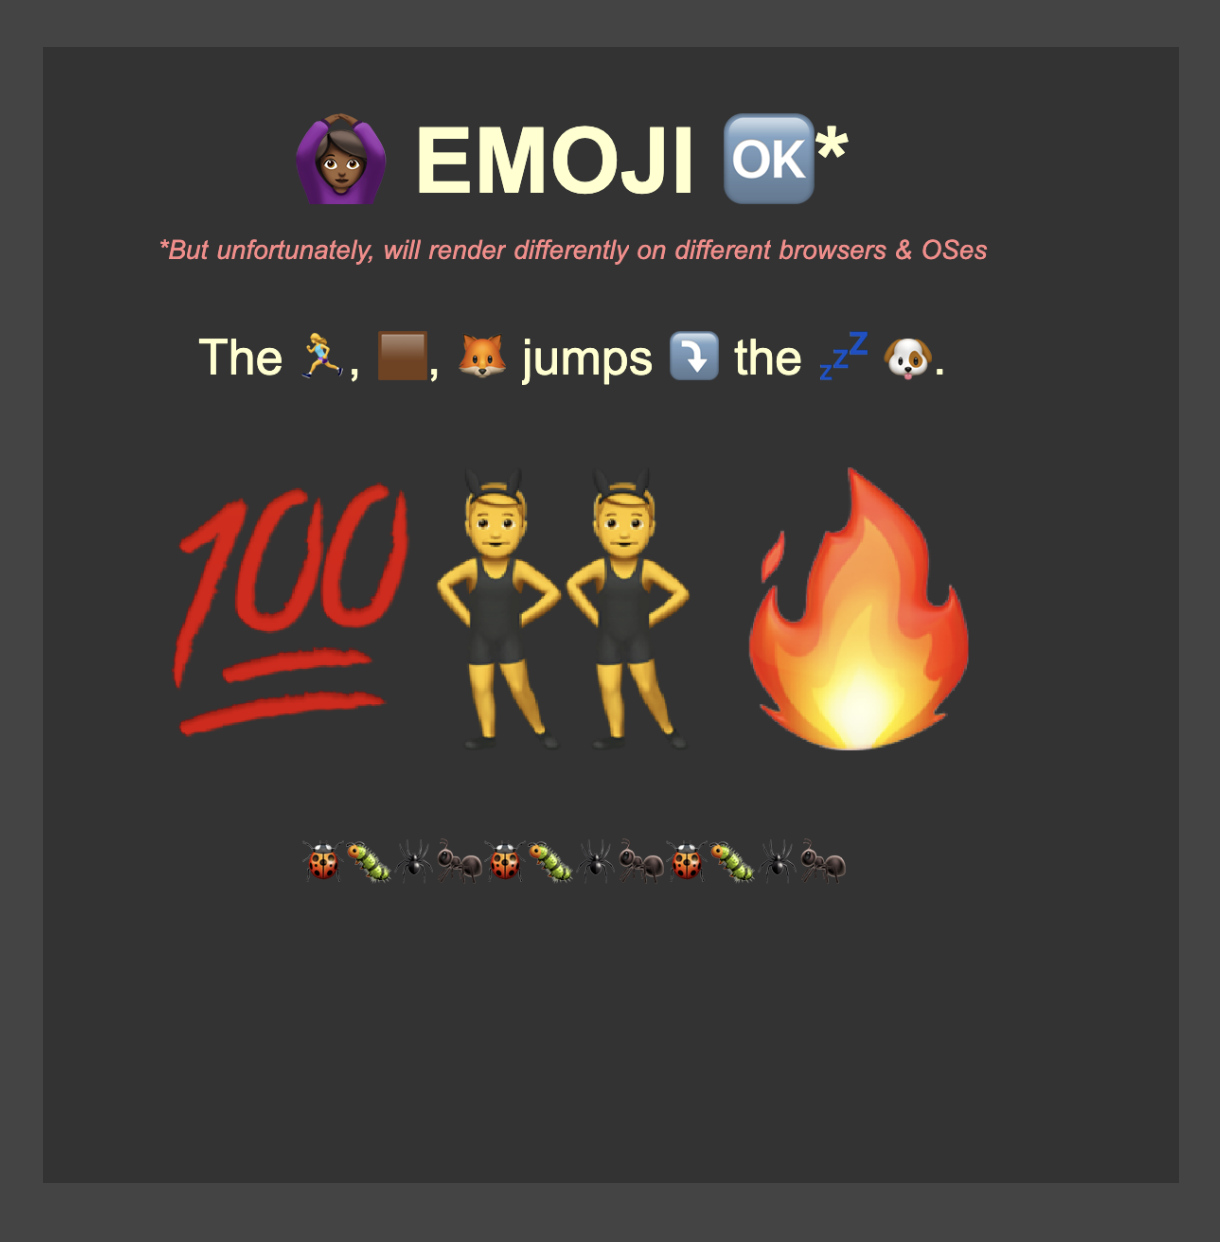 🙆🏾‍♀️ EMOJI 🆗*
*But unfortunately, will render differently on different browsers & OSes
The 🏃‍♀️, 🟫, 🦊 jumps ⤵️ the 💤 🐶.
💯👯‍♂️🔥
🐞🐛🕷🐜🐞🐛🕷🐜🐞🐛🕷🐜